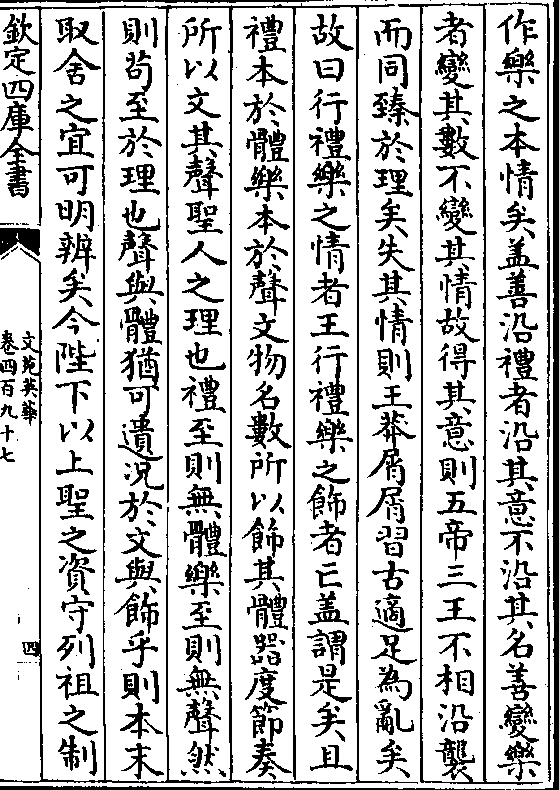 作樂之本情矣盖善沿禮者沿其意不沿其名善變樂
者變其數不變其情故得其意則五帝三王不相沿襲
而同臻於理矣失其情則王莽屑屑習古適足為亂矣
故曰行禮樂之情者王行禮樂之飾者亡盖謂是矣且
禮本於體樂本於聲文物名數所以飾其體器度節奏
所以文其聲聖人之理也禮至則無體樂至則無聲然
則苟至於理也聲與體猶可遺況於文與飾乎則本末
取舍之宜可明辨矣今陛下以上聖之資守列祖之制
欽定四庫全書
文苑英華
卷四百九十七
四